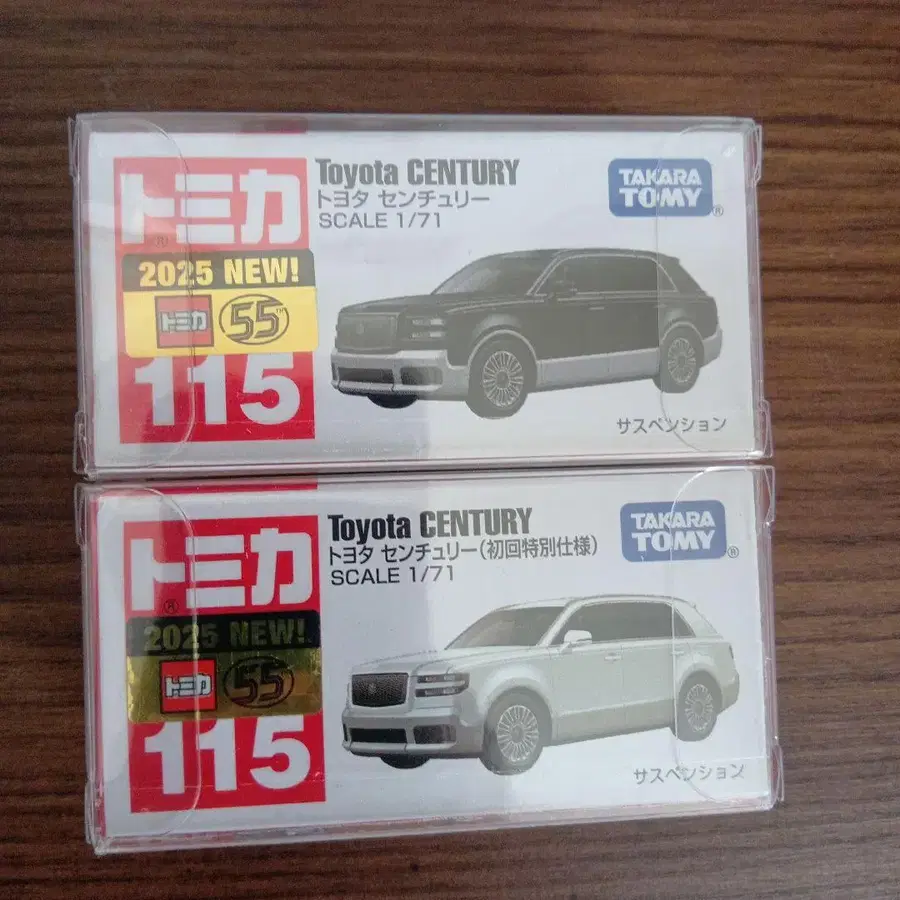 トミカ
®
2025 NEW!
トミカ 55™
115
Toyota CENTURY
トヨタ センチュリー
SCALE 1/71
TAKARA
TOMY®
サスペンション
トミカ
®
2025 NEW!
トミカ 55
115
Toyota CENTURY
トヨタ センチュリー(初回特別仕様)
SCALE 1/71
TAKARA
TOMY®
サスペンション